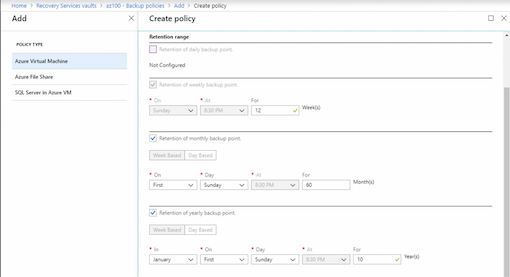 Home > Recovery Services vaults > az100 - Backup policies > Add > Create policy
Add
Create policy
POLICY TYPE
Azure Virtual Machine
Azure File Share
SQL Server in Azure VM
Retention range
Retention of daily backup point.
Not Configured
Retention of weekly backup point.
* On * At For
Sunday 8:30 PM 12 Week(s)
Retention of monthly backup point.
Week Based Day Based
* On * Day * At For
First Sunday 8:30 PM 60 Month(s)
Retention of yearly backup point.
Week Based Day Based
* In * On * Day * At For
January First Sunday 8:30 PM 10 Year(s)